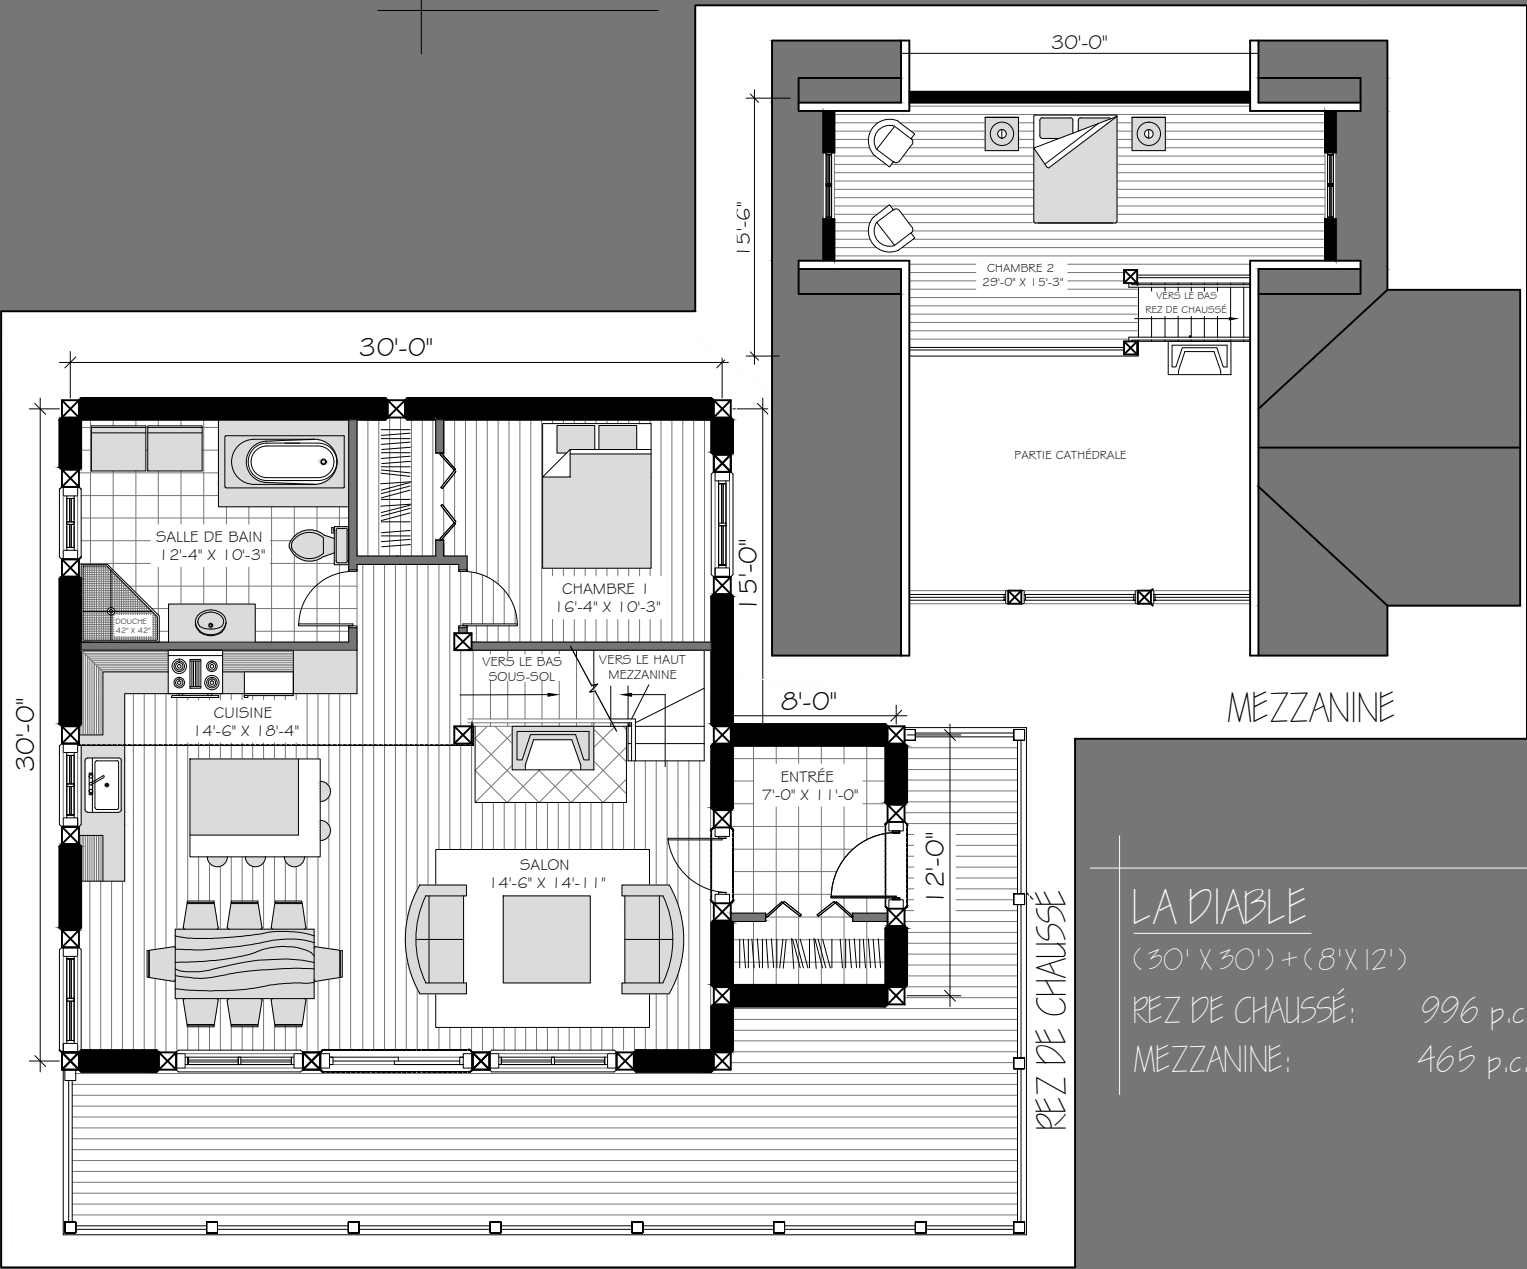 30'-0"
15'-6"
CHAMBRE 2
29'-0" X 15'-3"
VERS LE BAS
REZ DE CHAUSSÉ
PARTIE CATHÉDRALE
MEZZANINE
30'-0"
30'-0"
15'-0"
SALLE DE BAIN
12'-4" X 10'-3"
DOUCHE
42" X 42"
CHAMBRE 1
16'-4" X 10'-3"
VERS LE BAS
SOUS-SOL
VERS LE HAUT
MEZZANINE
CUISINE
14'-6" X 18'-4"
8'-0"
ENTRÉE
7'-0" X 11'-0"
12'-0"
SALON
14'-6" X 14'-11"
REZ DE CHAUSSÉ
LA DIABLE
(30' X 30') + (8'X12')
REZ DE CHAUSSÉ: 996 p.c
MEZZANINE: 465 p.c.